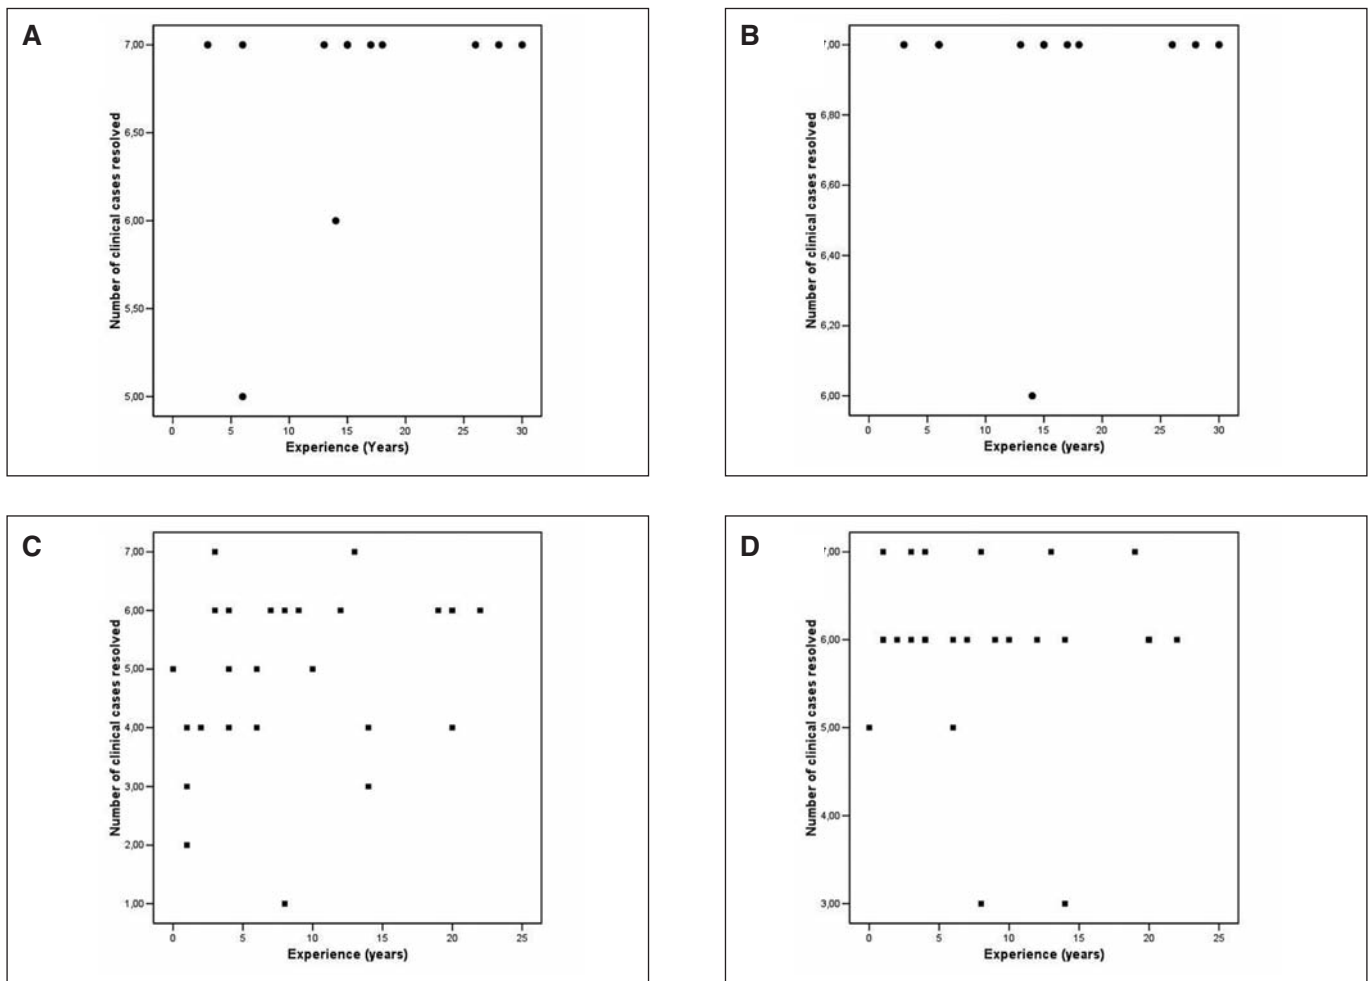 A
Number of clinical cases resolved
7,00
6,50
6,00
5,50
5,00
0 5 10 15 20 25 30
Experience (Years)
B
Number of clinical cases resolved
7,00
6,80
6,60
6,40
6,20
6,00
0 5 10 15 20 25 30
Experience (years)
C
Number of clinical cases resolved
7,00
6,00
5,00
4,00
3,00
2,00
1,00
0 5 10 15 20 25
Experience (years)
D
Number of clinical cases resolved
7,00
6,00
5,00
4,00
3,00
0 5 10 15 20 25
Experience (years)